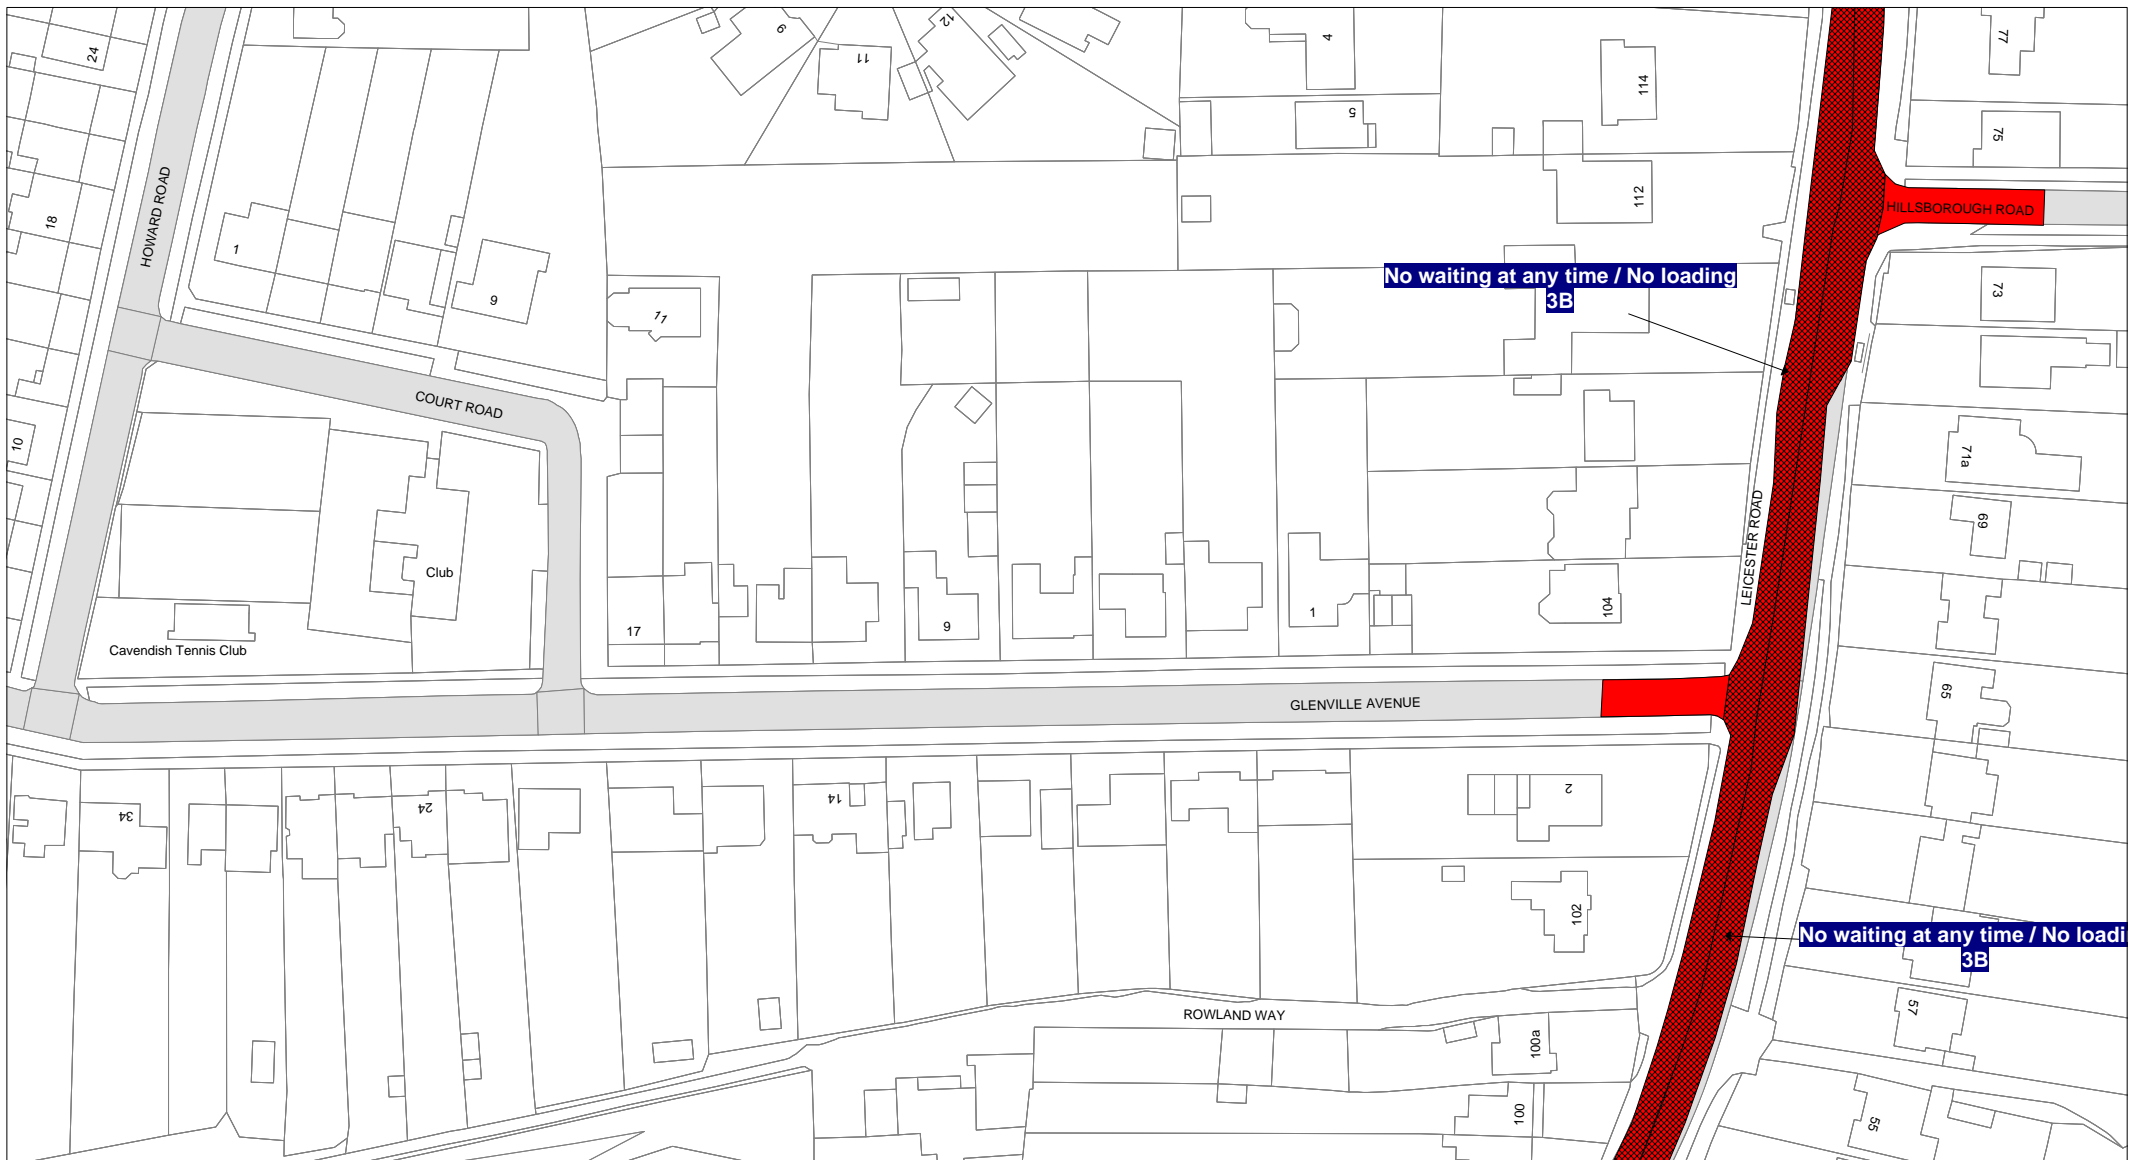 24
6
11
12
4
5
114
77
75
HOWARD ROAD
18
1
9
11
112
HILLSBOROUGH ROAD
No waiting at any time / No loading
3B
73
COURT ROAD
10
71a
69
LEICESTER ROAD
Club
Cavendish Tennis Club
17
9
1
104
65
GLENVILLE AVENUE
34
24
14
2
102
No waiting at any time / No loadi
3B
57
ROWLAND WAY
100a
100
55